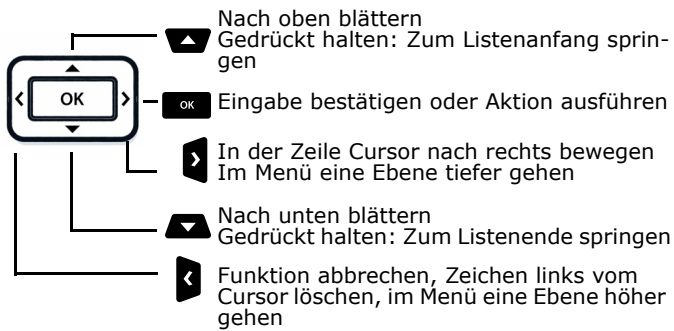 Nach oben blättern
Gedrückt halten: Zum Listenanfang sprin-
gen
OK
OK Eingabe bestätigen oder Aktion ausführen
In der Zeile Cursor nach rechts bewegen
Im Menü eine Ebene tiefer gehen
Nach unten blättern
Gedrückt halten: Zum Listenende springen
Funktion abbrechen, Zeichen links vom
Cursor löschen, im Menü eine Ebene höher
gehen